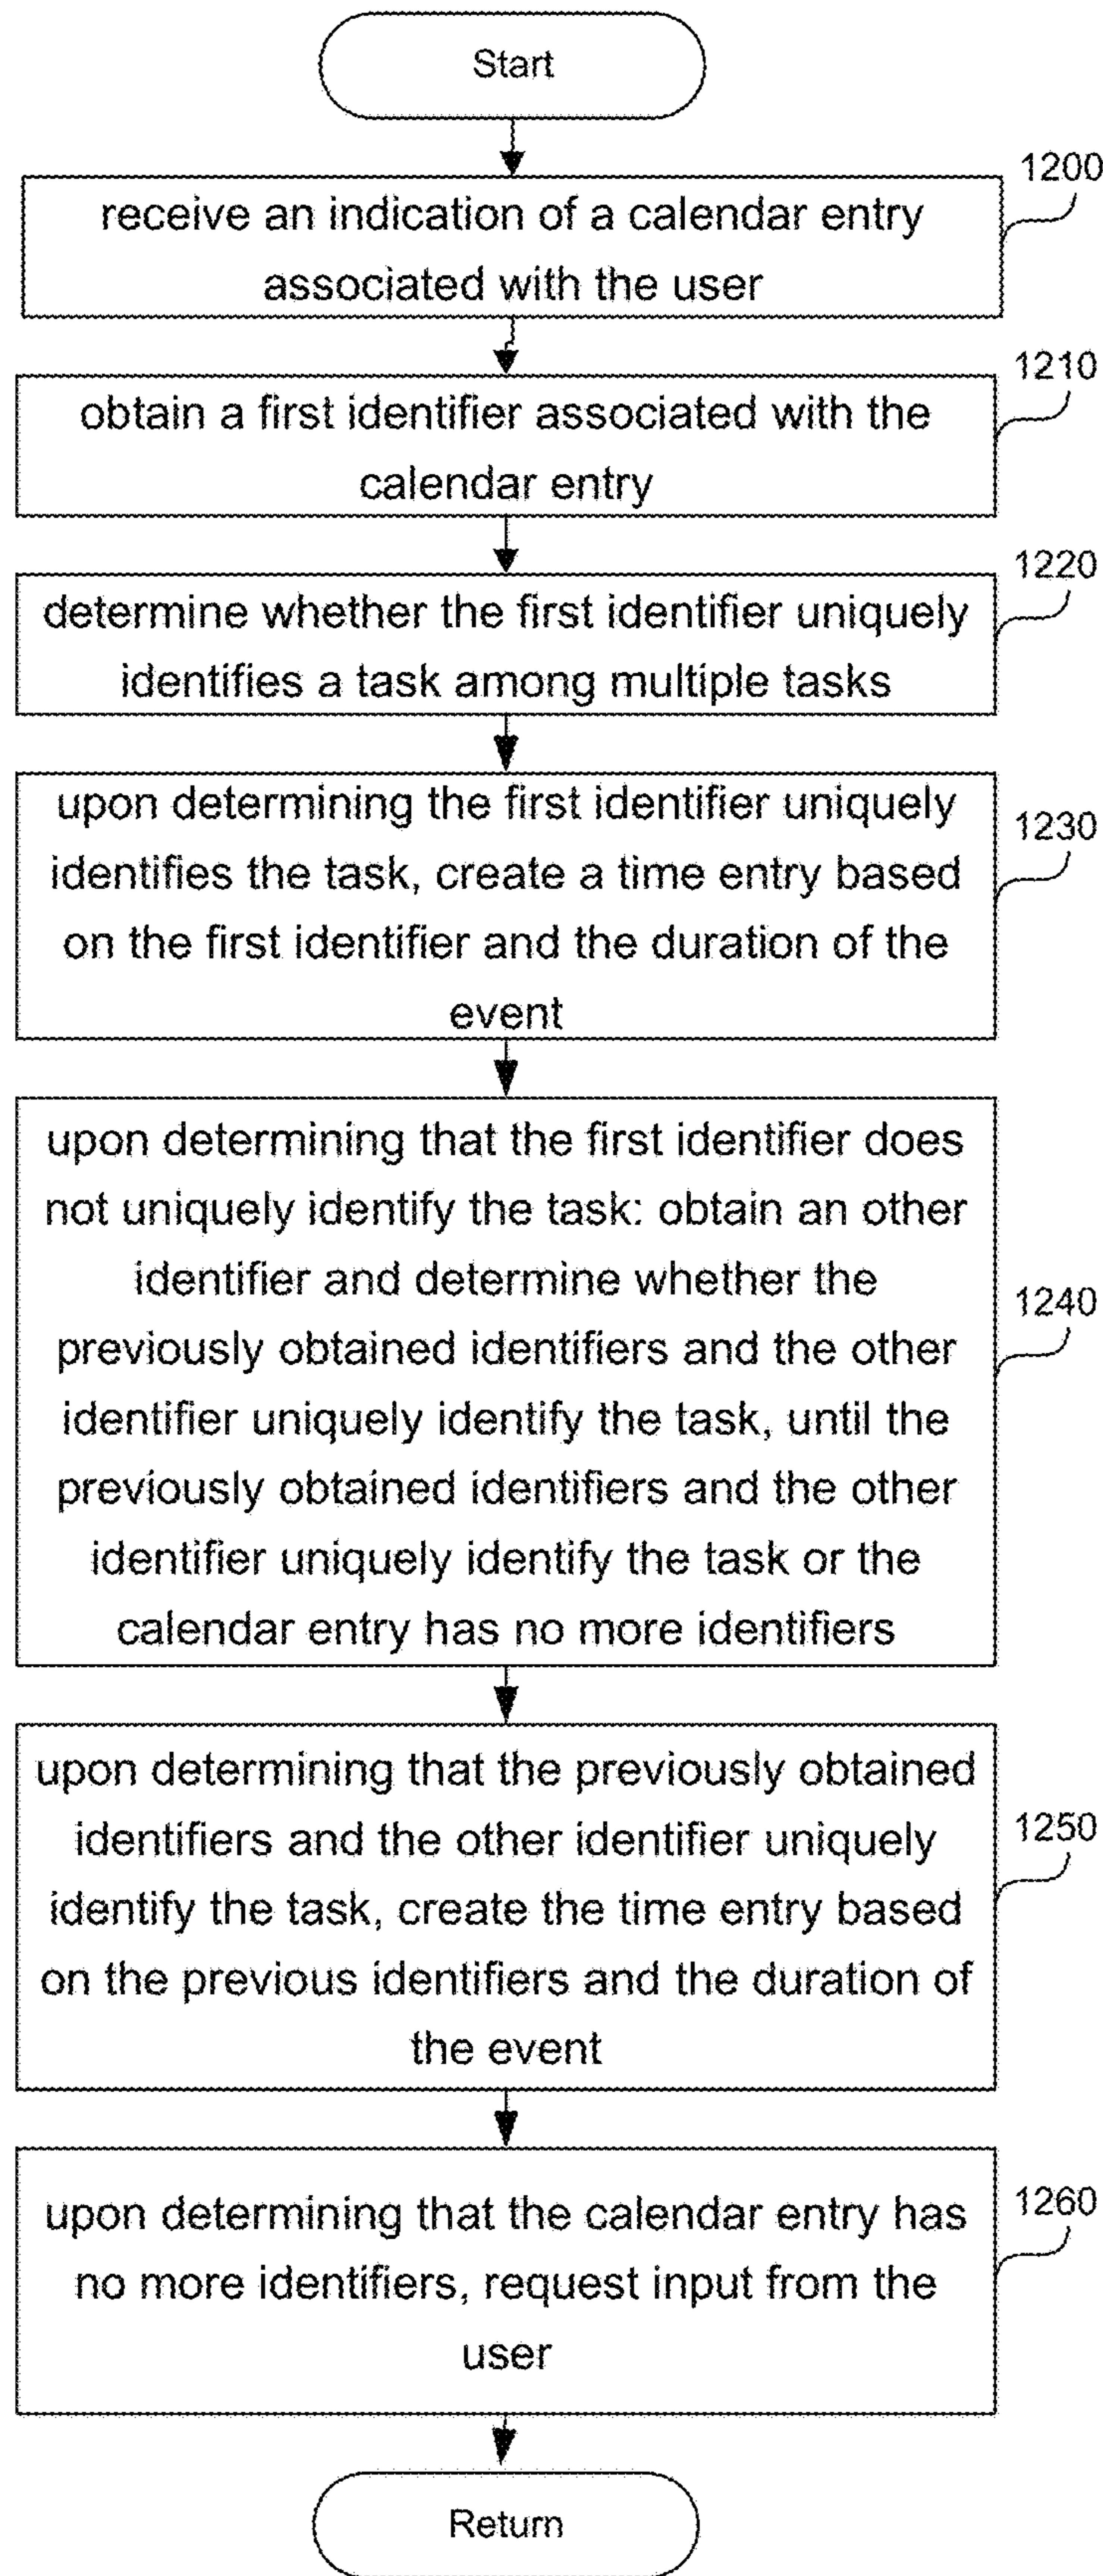 Start
1200
receive an indication of a calendar entry
associated with the user
1210
obtain a first identifier associated with the
calendar entry
1220
determine whether the first identifier uniquely
identifies a task among multiple tasks
1230
upon determining the first identifier uniquely
identifies the task, create a time entry based
on the first identifier and the duration of the
event
1240
upon determining that the first identifier does
not uniquely identify the task: obtain an other
identifier and determine whether the
previously obtained identifiers and the other
identifier uniquely identify the task, until the
previously obtained identifiers and the other
identifier uniquely identify the task or the
calendar entry has no more identifiers
1250
upon determining that the previously obtained
identifiers and the other identifier uniquely
identify the task, create the time entry based
on the previous identifiers and the duration of
the event
1260
upon determining that the calendar entry has
no more identifiers, request input from the
user
Return